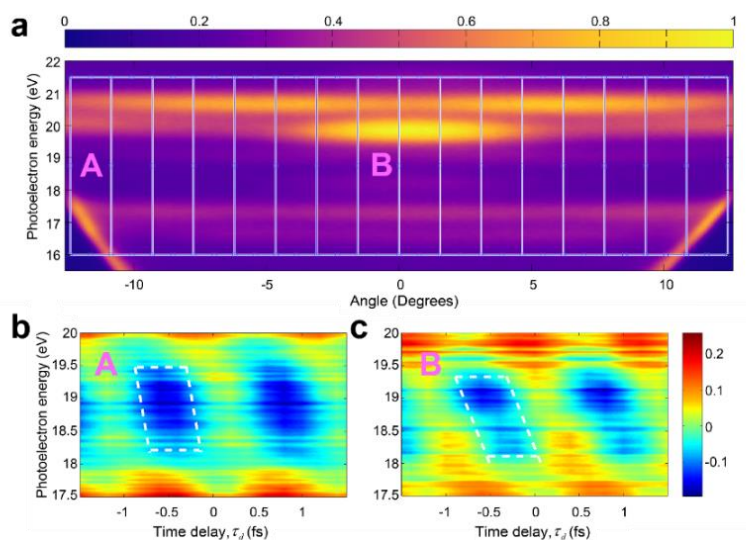 a
0 0.2 0.4 0.6 0.8 1
Photoelectron energy (eV)
22
21
20
19
18
17
16
A B
-10 -5 0 5 10
Angle (Degrees)
b
Photoelectron energy (eV)
20
19.5
19
18.5
18
17.5
A
-1 -0.5 0 0.5 1
Time delay, τd (fs)
c
20
19.5
19
18.5
18
17.5
B
-1 -0.5 0 0.5 1
Time delay, τd (fs)
0.2
0.1
0
-0.1